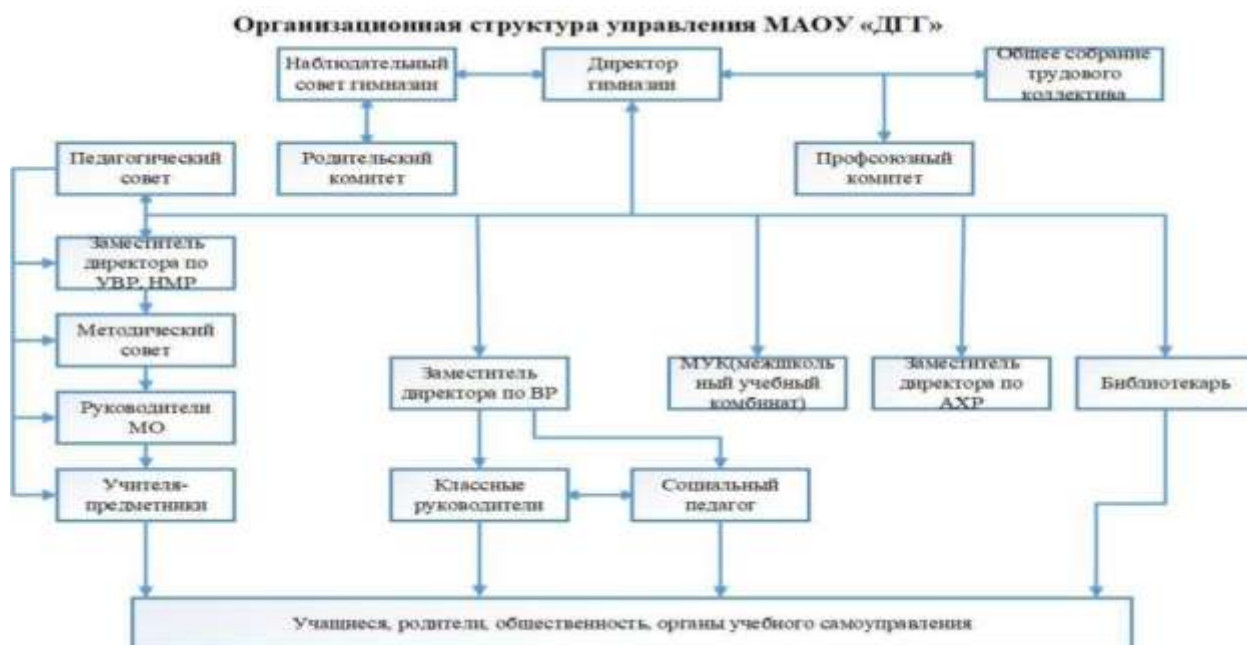 Организационная структура управления МАОУ «ДГГ»
Наблюдательный
совет гимназии
Директор
гимназии
Общее собрание
трудового
коллектива
Педагогический
совет
Родительский
комитет
Профсоюзный
комитет
Заместитель
директора по
УВР, НМР
Методический
совет
Заместитель
директора по ВР
МУК(межшколь
ный учебный
комбинат)
Заместитель
директора по
АХР
Библиотекарь
Руководители
МО
Учителя-
предметники
Классные
руководители
Социальный
педагог
Учащиеся, родители, общественность, органы учебного самоуправления